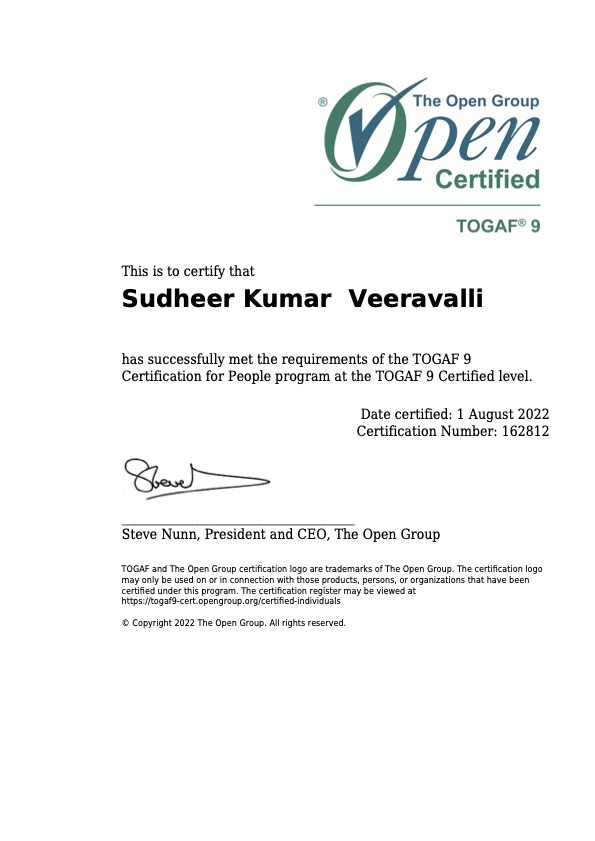 ® The Open Group
Open
Certified
TOGAF® 9
This is to certify that
Sudheer Kumar  Veeravalli
has successfully met the requirements of the TOGAF 9
Certification for People program at the TOGAF 9 Certified level.
Date certified: 1 August 2022
Certification Number: 162812
Steve
Steve Nunn, President and CEO, The Open Group
TOGAF and The Open Group certification logo are trademarks of The Open Group. The certification logo
may only be used on or in connection with those products, persons, or organizations that have been
certified under this program. The certification register may be viewed at
https://togaf9-cert.opengroup.org/certified-individuals
© Copyright 2022 The Open Group. All rights reserved.